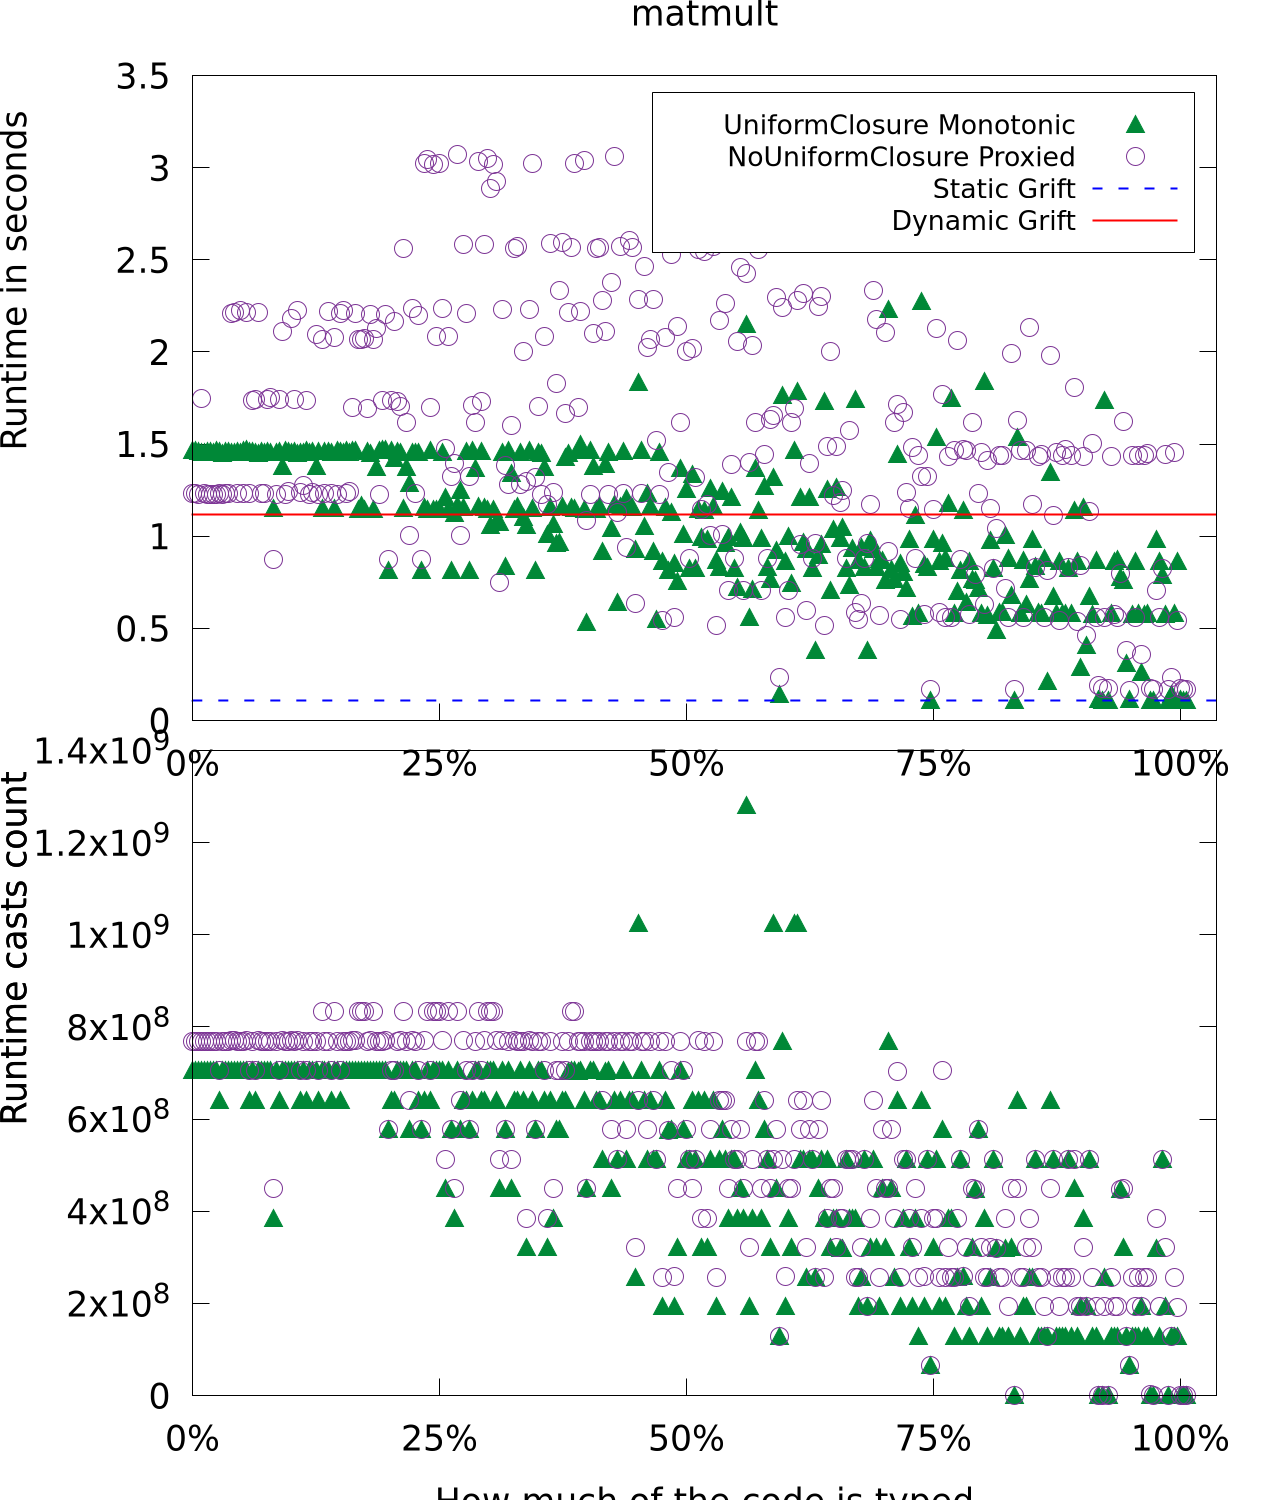 matmult
3.5
3
2.5
2
1.5
1
0.5
0
Runtime in seconds
UniformClosure Monotonic
NoUniformClosure Proxied
Static Grift
Dynamic Grift
0% 25% 50% 75% 100%
1.4x10⁹
1.2x10⁹
1x10⁹
8x10⁸
6x10⁸
4x10⁸
2x10⁸
0
Runtime casts count
0% 25% 50% 75% 100%
How much of the code is typed